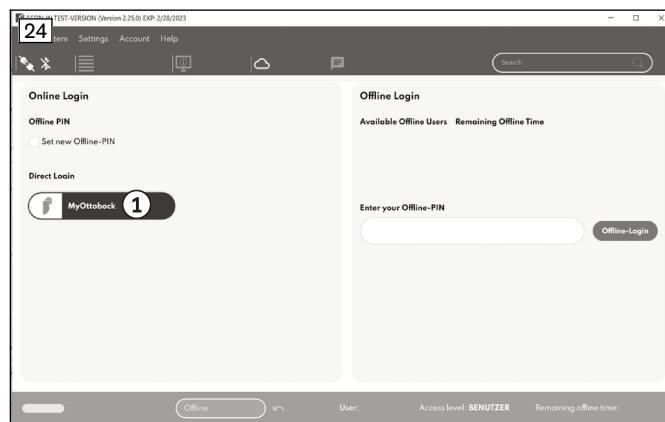 TEST-VERSION (Version 2.25.0) EXP: 2/28/2023
24
Settings Account Help
Search
Online Login
Offline PIN
Set new Offline-PIN
Direct Login
MyOttobock 1
Offline Login
Available Offline Users Remaining Offline Time
Enter your Offline-PIN
Offline-Login
Offline
User:
Access level: BENUTZER
Remaining offline time: